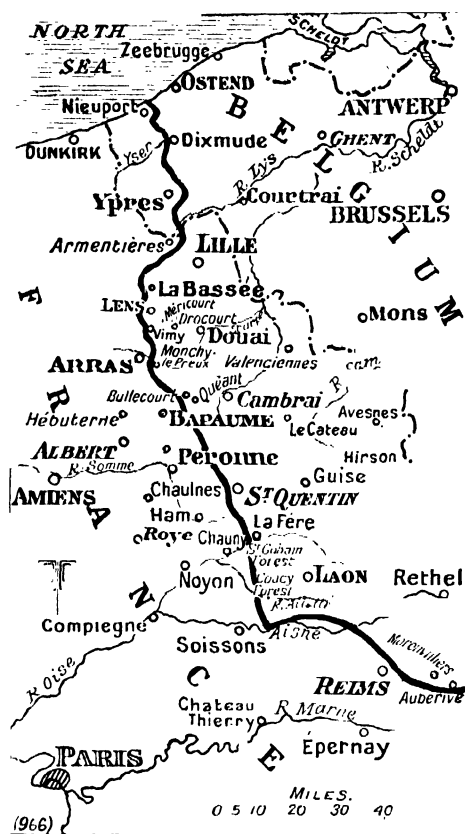 NORTH
SEA
SCHELDT
Zeebrugge
OSTEND
Nieuport
ANTWERP
DUNKIRK
Yser
Dixmude
GHENT
R. Scheldt
R. Lys
Ypres
Courtrai
BRUSSELS
BELGIUM
Armentières
LILLE
La Bassée
LENS
Méricourt
Drocourt
Mons
Vimy
Douai
ARRAS
Monchy
le Preux
Valenciennes
Cam.
Bullecourt
Quéant
Cambrai
R.
Hébuterne
BAPAUME
Le Cateau
Avesnes
ALBERT
Peronne
Hirson
R. Somme
Guise
AMIENS
Chaulnes
ST QUENTIN
Ham
La Fère
Roye
Chauny
St Gobain
Forest
Noyon
Coucy
Forest
LAON
Rethel
FRANCE
Compiegne
Aisne
Soissons
R Oise
REIMS
Auberive
Chateau
Thierry
R Marne
Épernay
PARIS
MILES.
0 5 10 20 30 40
(966)